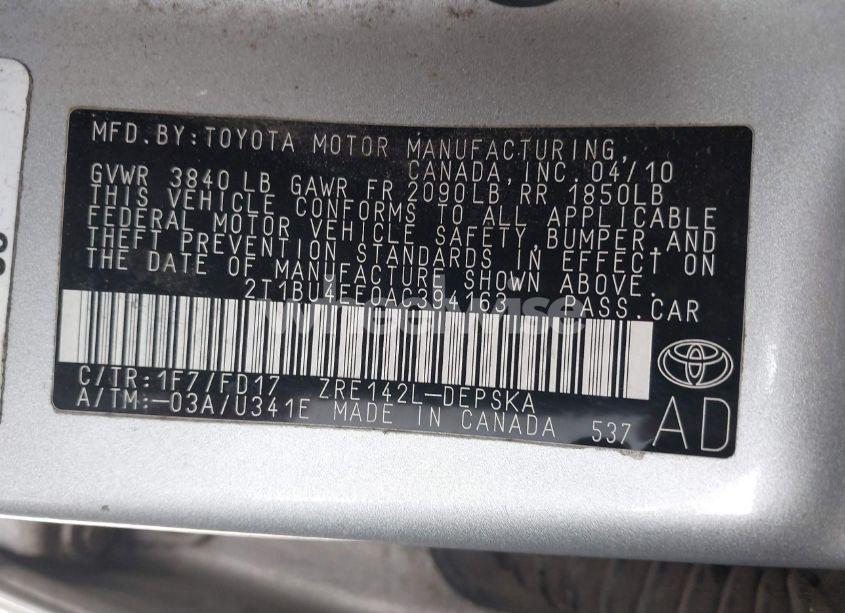 MFD. BY: TOYOTA MOTOR MANUFACTURING,
CANADA, INC. 04/10
GVWR 3840 LB GAWR FR 2090LB RR 1850LB
THIS VEHICLE CONFORMS TO ALL APPLICABLE
FEDERAL MOTOR VEHICLE SAFETY, BUMPER, AND
THEFT PREVENTION STANDARDS IN EFFECT ON
THE DATE OF MANUFACTURE SHOWN ABOVE.
2T1BU4EE0AC394163 PASS. CAR
wheelwise
C/TR: 1F7/FD17 ZRE142L-DEPSKA
A/TM: -03A/U341E MADE IN CANADA 537 AD